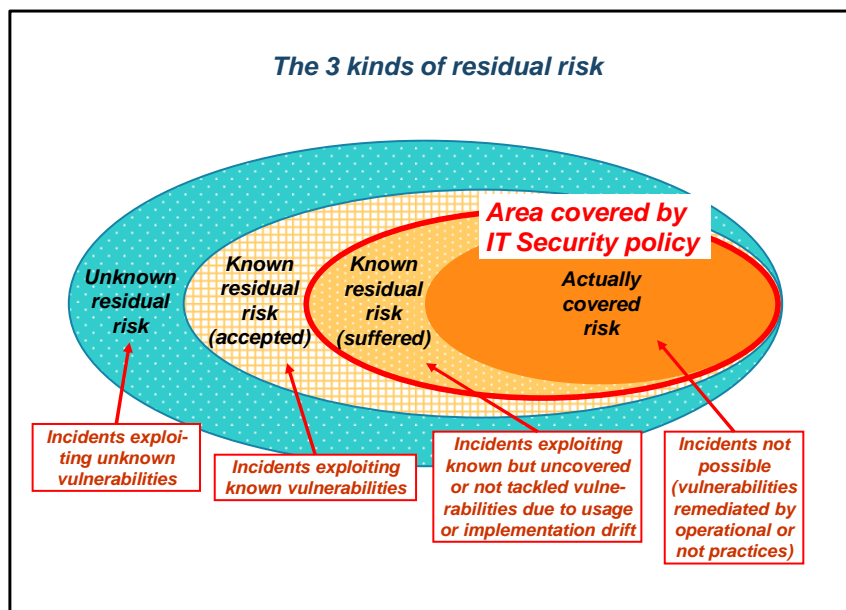 The 3 kinds of residual risk
Area covered by
IT Security policy
Unknown
residual
risk
Known
residual
risk
(accepted)
Known
residual
risk
(suffered)
Actually
covered
risk
Incidents exploi-
ting unknown
vulnerabilities
Incidents exploiting
known vulnerabilities
Incidents exploiting
known but uncovered
or not tackled vulne-
rabilities due to usage
or implementation drift
Incidents not
possible
(vulnerabilities
remediated by
operational or
not practices)